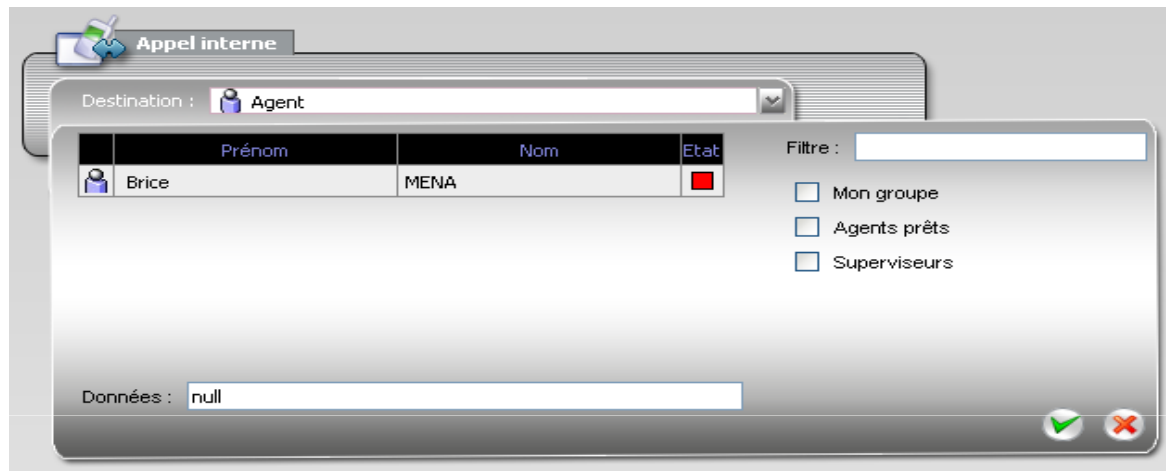 Appel interne
Destination : Agent
Prénom Nom Etat
Brice MENA
Filtre :
Mon groupe
Agents prêts
Superviseurs
Données : null